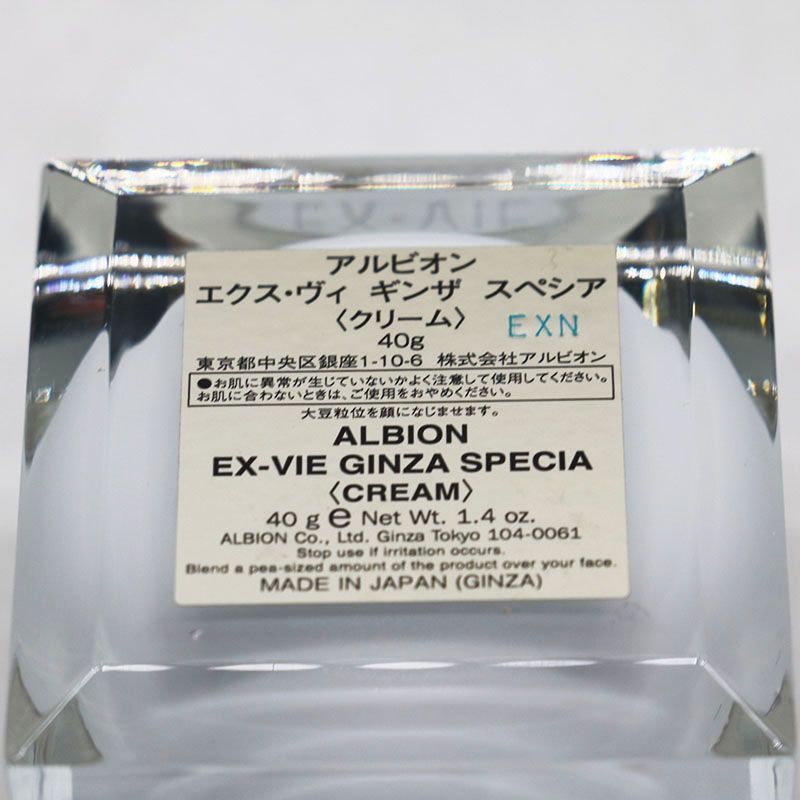 EX-VIE
アルビオン
エクス・ヴィ ギンザ スペシア
〈クリーム〉
EXN
40g
東京都中央区銀座1-10-6 株式会社アルビオン
●お肌に異常が生じていないかよく注意して使用してください。
お肌に合わないときは、ご使用をおやめください。
大豆粒位を顔になじませます。
ALBION
EX-VIE GINZA SPECIA
〈CREAM〉
40 g ℮ Net Wt. 1.4 oz.
ALBION Co., Ltd. Ginza Tokyo 104-0061
Stop use if irritation occurs.
Blend a pea-sized amount of the product over your face.
MADE IN JAPAN (GINZA)